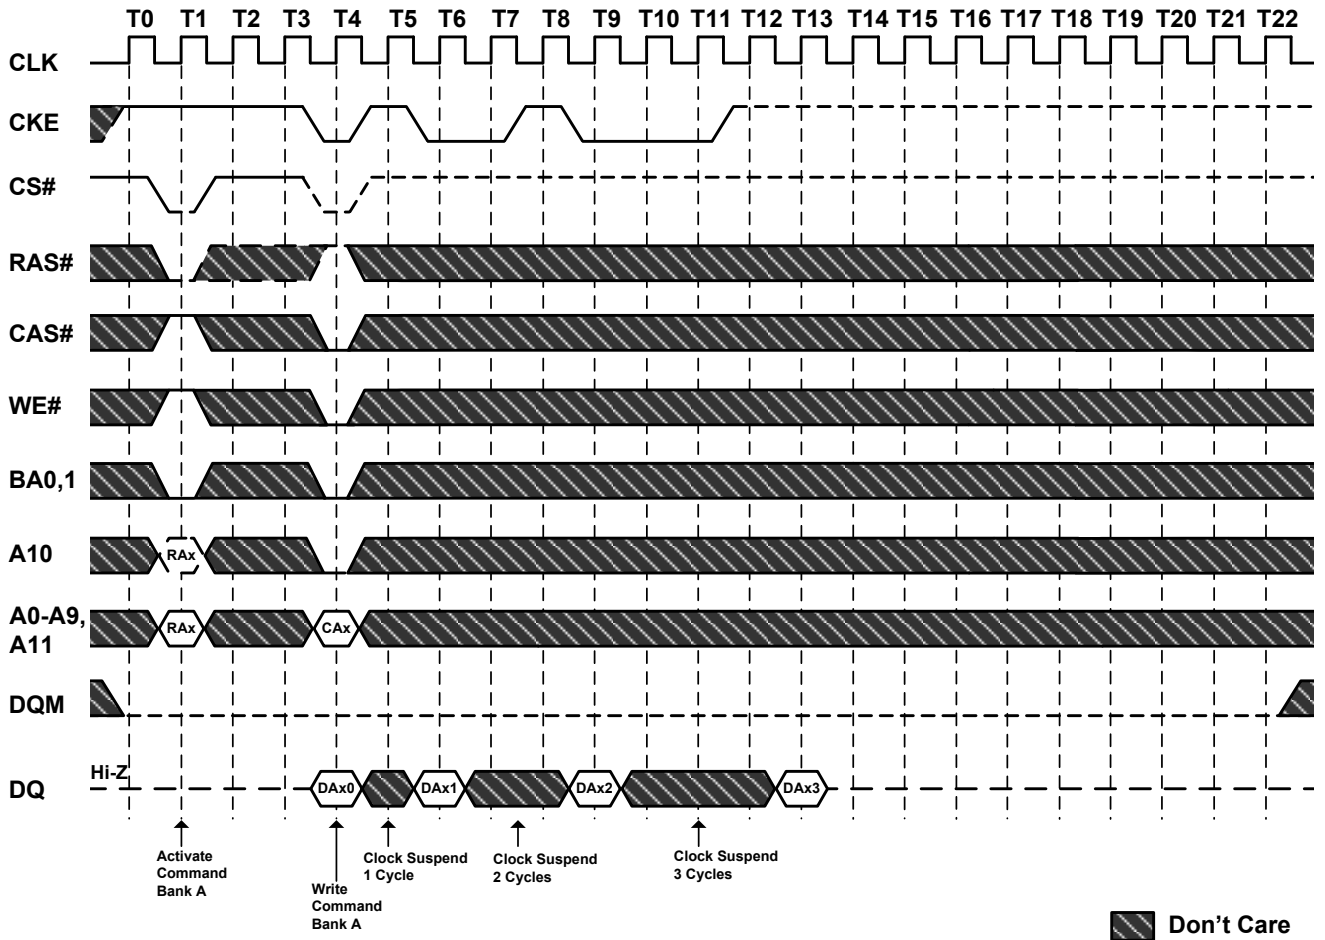 T0 T1 T2 T3 T4 T5 T6 T7 T8 T9 T10 T11 T12 T13 T14 T15 T16 T17 T18 T19 T20 T21 T22
CLK
CKE
CS#
RAS#
CAS#
WE#
BA0,1
A10 RAx
A0-A9, RAx CAx
A11
DQM
Hi-Z
DQ DAx0 DAx1 DAx2 DAx3
Activate
Command
Bank A
Write
Command
Bank A
Clock Suspend
1 Cycle
Clock Suspend
2 Cycles
Clock Suspend
3 Cycles
Don't Care